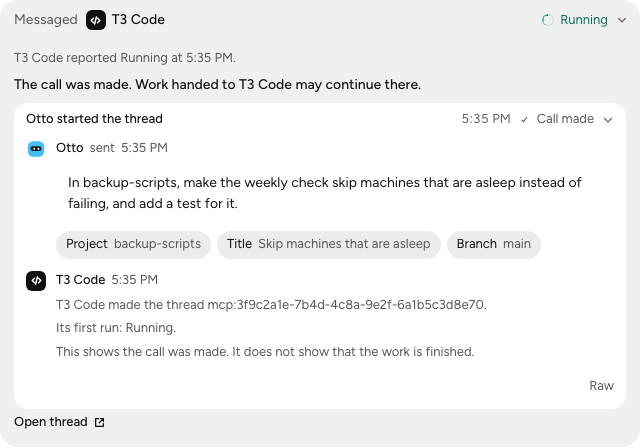 Messaged T3 Code Running
T3 Code reported Running at 5:35 PM.
The call was made. Work handed to T3 Code may continue there.
Otto started the thread 5:35 PM ✓ Call made
Otto sent 5:35 PM
In backup-scripts, make the weekly check skip machines that are asleep instead of
failing, and add a test for it.
Project backup-scripts Title Skip machines that are asleep Branch main
T3 Code 5:35 PM
T3 Code made the thread mcp:3f9c2a1e-7b4d-4c8a-9e2f-6a1b5c3d8e70.
Its first run: Running.
This shows the call was made. It does not show that the work is finished.
Raw
Open thread